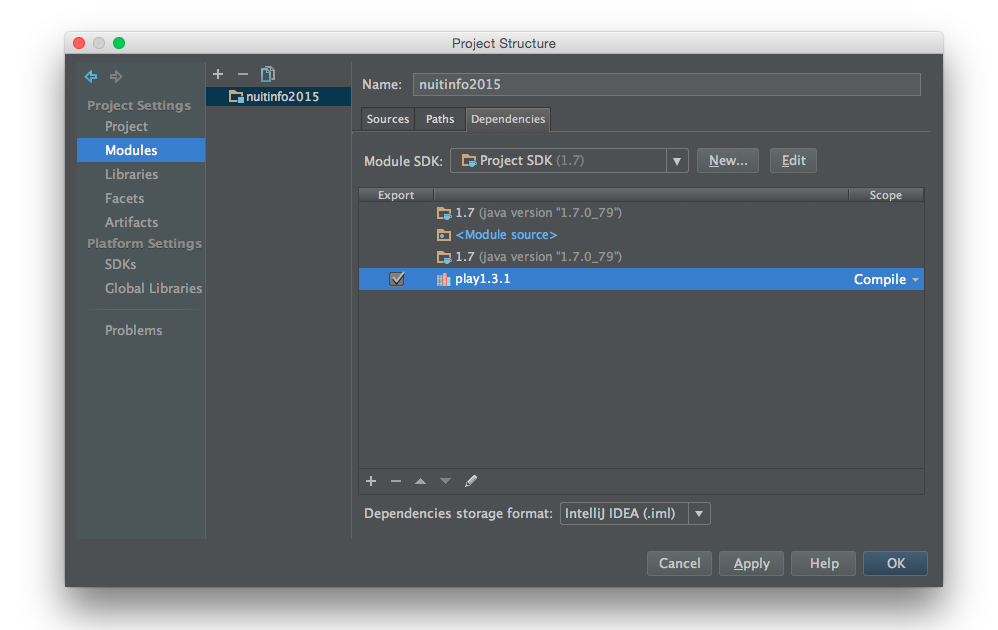 Project Structure
Project Settings
Project
Modules
Libraries
Facets
Artifacts
Platform Settings
SDKs
Global Libraries
Problems
nuitinfo2015
Name: nuitinfo2015
Sources Paths Dependencies
Module SDK: Project SDK (1.7) New... Edit
Export Scope
1.7 (java version "1.7.0_79")
<Module source>
1.7 (java version "1.7.0_79")
play1.3.1 Compile
Dependencies storage format: IntelliJ IDEA (.iml)
Cancel Apply Help OK